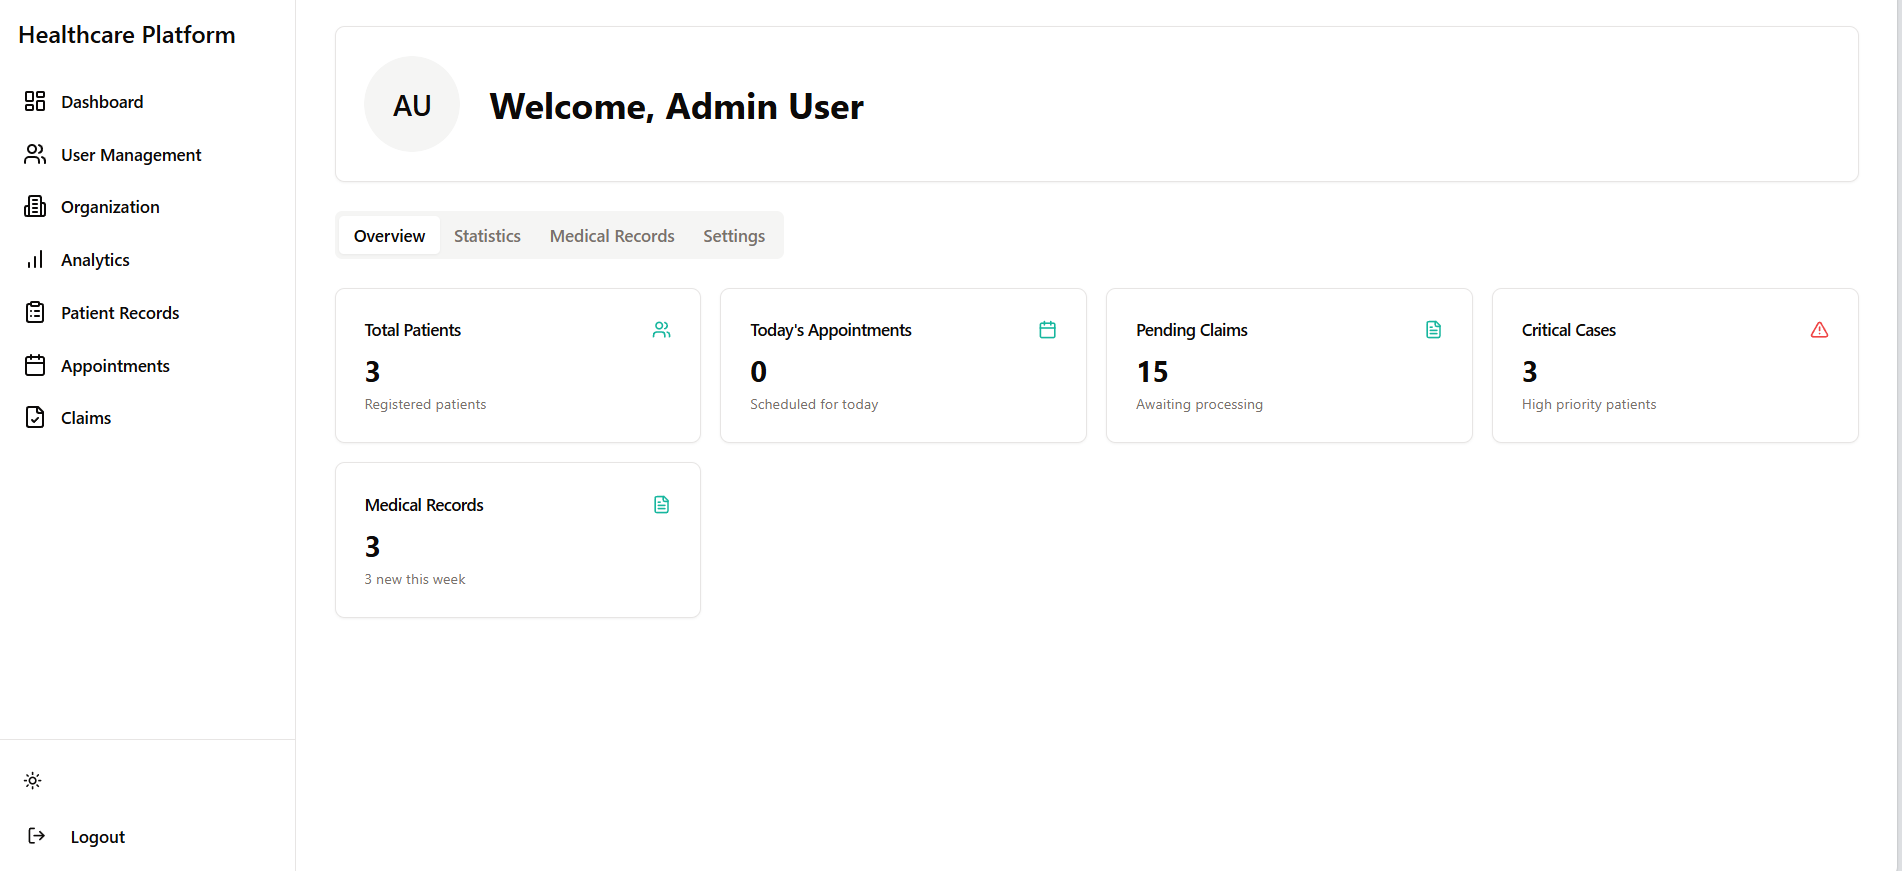 Healthcare Platform
Dashboard
User Management
Organization
Analytics
Patient Records
Appointments
Claims
Logout
AU
Welcome, Admin User
Overview Statistics Medical Records Settings
Total Patients
3
Registered patients
Today's Appointments
0
Scheduled for today
Pending Claims
15
Awaiting processing
Critical Cases
3
High priority patients
Medical Records
3
3 new this week